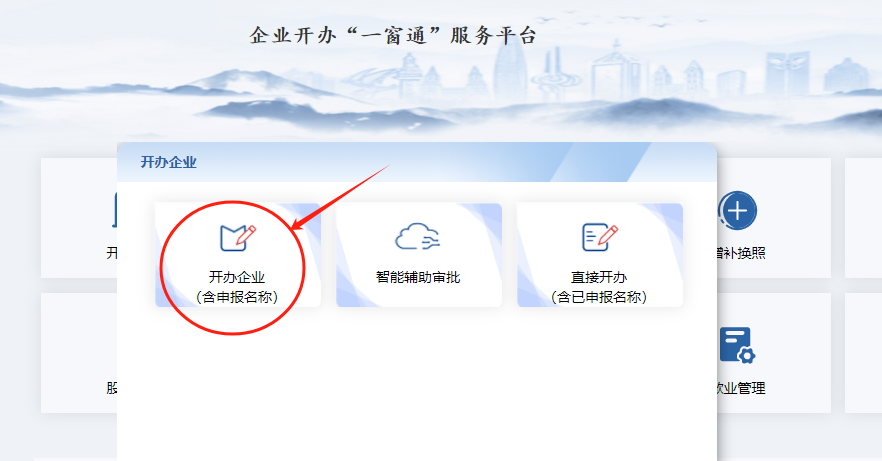 企业开办“一窗通”服务平台
开办企业
开办企业
（含申报名称）
智能辅助审批
直接开办
（含已申报名称）
开
补换照
股
业管理